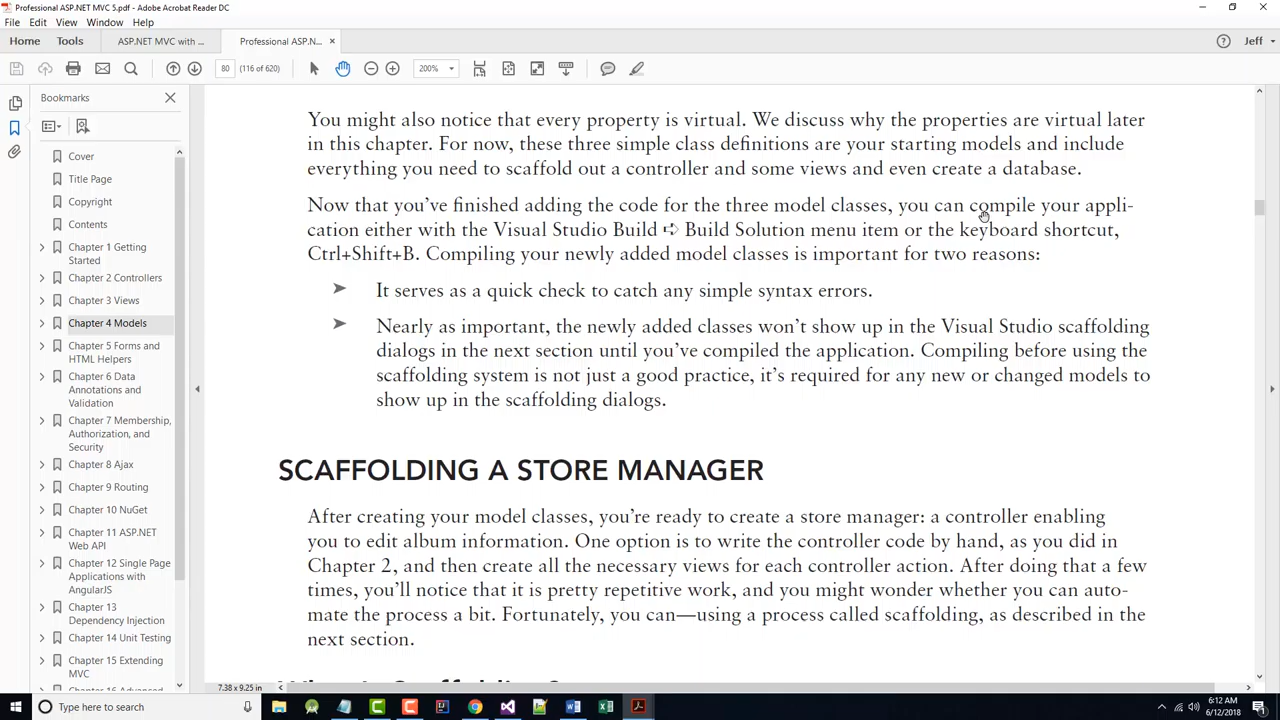 Professional ASP.NET MVC 5.pdf - Adobe Acrobat Reader DC
File Edit View Window Help
Home Tools ASP.NET MVC with ... Professional ASP.N... × Jeff
80 (116 of 620) 200%
Bookmarks
Cover
Title Page
Copyright
Contents
Chapter 1 Getting
Started
Chapter 2 Controllers
Chapter 3 Views
Chapter 4 Models
Chapter 5 Forms and
HTML Helpers
Chapter 6 Data
Annotations and
Validation
Chapter 7 Membership,
Authorization, and
Security
Chapter 8 Ajax
Chapter 9 Routing
Chapter 10 NuGet
Chapter 11 ASP.NET
Web API
Chapter 12 Single Page
Applications with
AngularJS
Chapter 13
Dependency Injection
Chapter 14 Unit Testing
Chapter 15 Extending
MVC
Chapter 16 Advanced
You might also notice that every property is virtual. We discuss why the properties are virtual later
in this chapter. For now, these three simple class definitions are your starting models and include
everything you need to scaffold out a controller and some views and even create a database.
Now that you've finished adding the code for the three model classes, you can compile your appli-
cation either with the Visual Studio Build ➪ Build Solution menu item or the keyboard shortcut,
Ctrl+Shift+B. Compiling your newly added model classes is important for two reasons:
➤ It serves as a quick check to catch any simple syntax errors.
➤ Nearly as important, the newly added classes won't show up in the Visual Studio scaffolding
dialogs in the next section until you've compiled the application. Compiling before using the
scaffolding system is not just a good practice, it's required for any new or changed models to
show up in the scaffolding dialogs.
SCAFFOLDING A STORE MANAGER
After creating your model classes, you're ready to create a store manager: a controller enabling
you to edit album information. One option is to write the controller code by hand, as you did in
Chapter 2, and then create all the necessary views for each controller action. After doing that a few
times, you'll notice that it is pretty repetitive work, and you might wonder whether you can auto-
mate the process a bit. Fortunately, you can—using a process called scaffolding, as described in the
next section.
What Is Scaffolding?
7.38 x 9.25 in
Type here to search
6:12 AM
6/12/2018